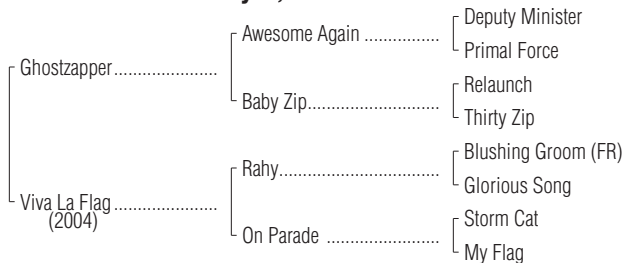 Deputy Minister
Awesome Again ................
Primal Force
Ghostzapper......................
Relaunch
Baby Zip............................
Thirty Zip
Blushing Groom (FR)
Rahy..................................
Glorious Song
Viva La Flag ......................
(2004)
Storm Cat
On Parade ........................
My Flag